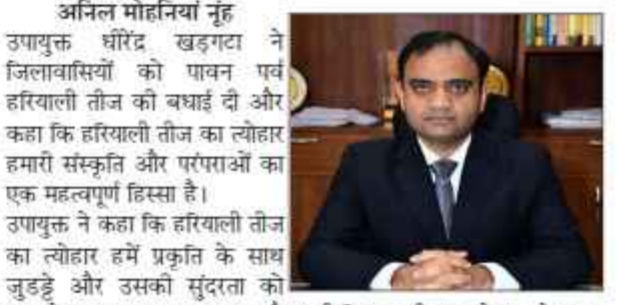 अनिल मोहनियां नूंह
उपायुक्त धीरेंद्र खड़गटा ने
जिलावासियों को पावन पर्व
हरियाली तीज की बधाई दी और
कहा कि हरियाली तीज का त्योहार
हमारी संस्कृति और परंपराओं का
एक महत्वपूर्ण हिस्सा है।
उपायुक्त ने कहा कि हरियाली तीज
का त्योहार हमें प्रकृति के साथ
जुडड़े और उसकी सुंदरता को